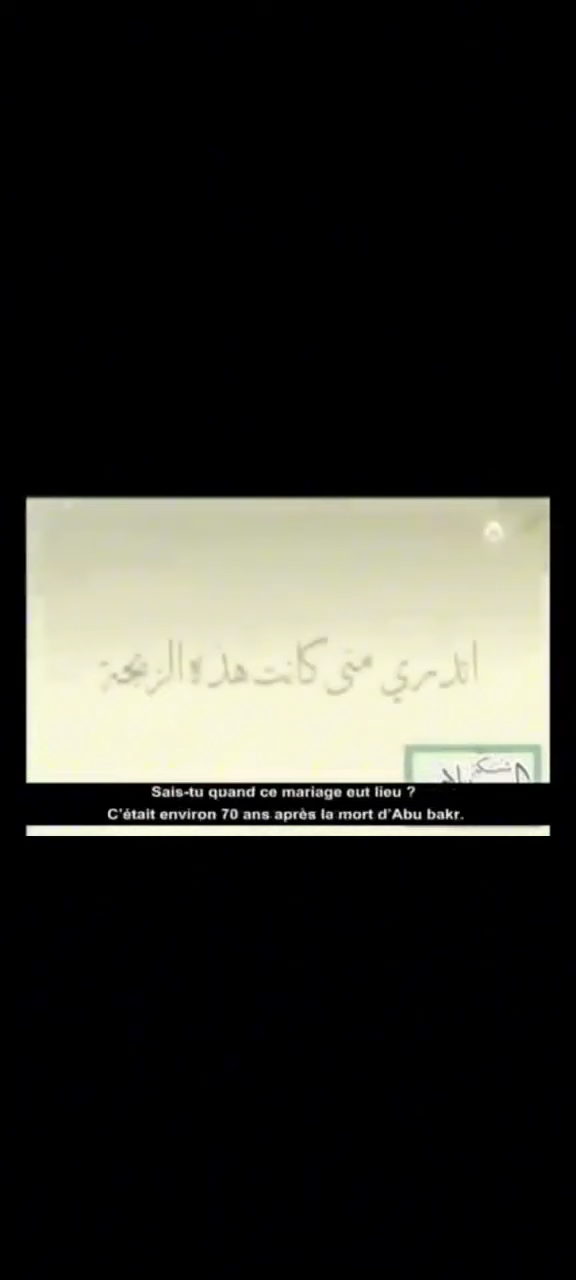 اتدري متى كانت هذه الزيجة
Sais-tu quand ce mariage eut lieu ?
C'était environ 70 ans après la mort d'Abu bakr.